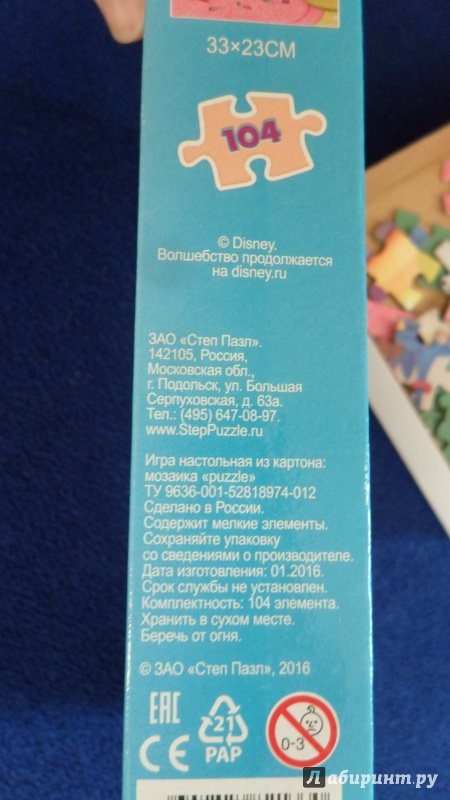 33×23СМ
104
© Disney.
Волшебство продолжается
на disney.ru
ЗАО «Степ Пазл».
142105, Россия,
Московская обл.,
г. Подольск, ул. Большая
Серпуховская, д. 63а.
Тел.: (495) 647-08-97.
www.StepPuzzle.ru
Игра настольная из картона:
мозаика «puzzle»
ТУ 9636-001-52818974-012
Сделано в России.
Содержит мелкие элементы.
Сохраняйте упаковку
со сведениями о производителе.
Дата изготовления: 01.2016.
Срок службы не установлен.
Комплектность: 104 элемента.
Хранить в сухом месте.
Беречь от огня.
© ЗАО «Степ Пазл», 2016
EAC
21
CE
PAP
0-3
Лабиринт.ру